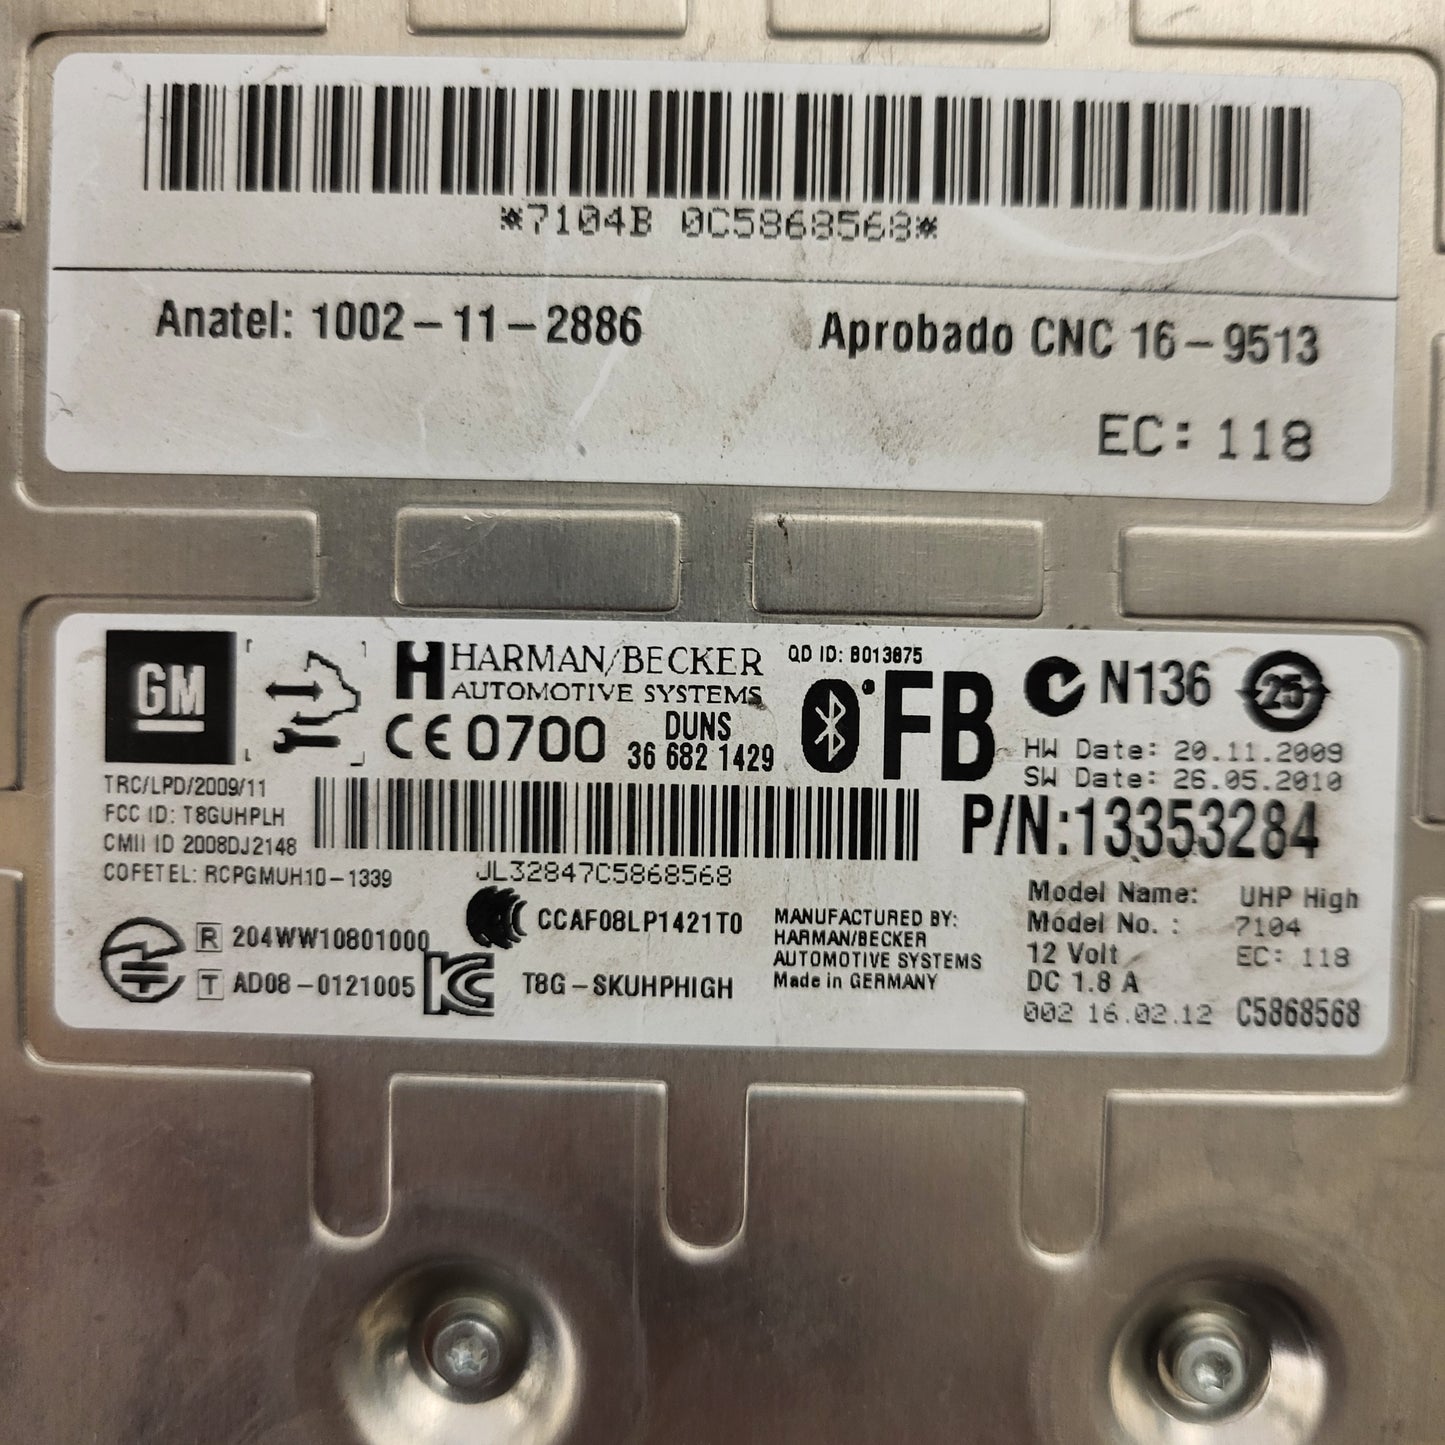 *7104B 0C5868568*
Anatel: 1002-11-2886
Aprobado CNC 16-9513
EC: 118
GM
HARMAN/BECKER
AUTOMOTIVE SYSTEMS
QD ID: B013875
FB
N136
25
CE 0700
DUNS
36 682 1429
HW Date: 20.11.2009
SW Date: 26.05.2010
TRC/LPD/2009/11
FCC ID: T8GUHPLH
CMII ID 2008DJ2148
COFETEL: RCPGMUH10-1339
JL32847C5868568
P/N:13353284
R 204WW10801000
T AD08-0121005
CCAF08LP1421T0
T8G-SKUHPHIGH
MANUFACTURED BY:
HARMAN/BECKER
AUTOMOTIVE SYSTEMS
Made in GERMANY
Model Name: UHP High
Model No. : 7104
12 Volt EC: 118
DC 1.8 A
002 16.02.12 C5868568